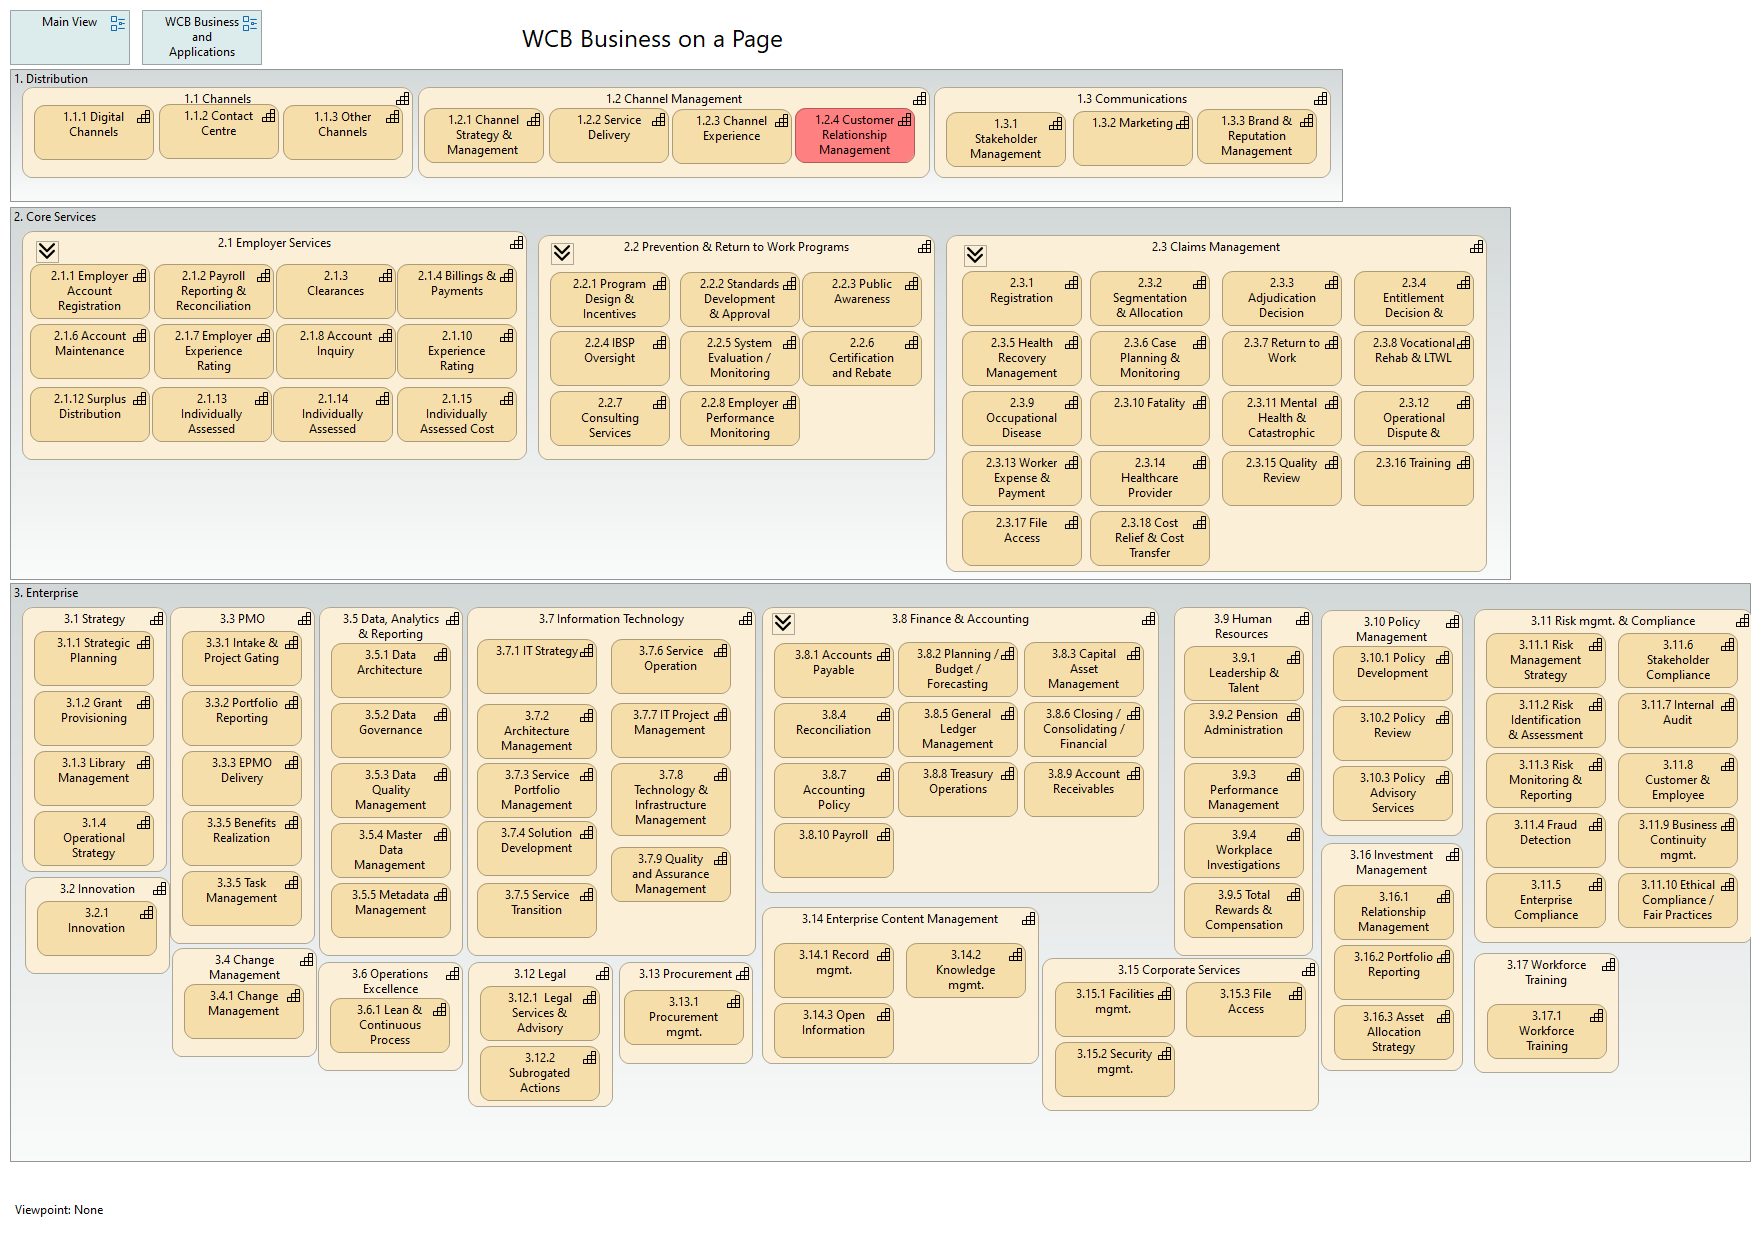 Main View
WCB Business
and
Applications
WCB Business on a Page
1. Distribution
1.1 Channels
1.1.1 Digital
Channels
1.1.2 Contact
Centre
1.1.3 Other
Channels
1.2 Channel Management
1.2.1 Channel
Strategy &
Management
1.2.2 Service
Delivery
1.2.3 Channel
Experience
1.2.4 Customer
Relationship
Management
1.3 Communications
1.3.1
Stakeholder
Management
1.3.2 Marketing
1.3.3 Brand &
Reputation
Management
2. Core Services
2.1 Employer Services
2.1.1 Employer
Account
Registration
2.1.2 Payroll
Reporting &
Reconciliation
2.1.3
Clearances
2.1.4 Billings &
Payments
2.1.6 Account
Maintenance
2.1.7 Employer
Experience
Rating
2.1.8 Account
Inquiry
2.1.10
Experience
Rating
2.1.12 Surplus
Distribution
2.1.13
Individually
Assessed
2.1.14
Individually
Assessed
2.1.15
Individually
Assessed Cost
2.2 Prevention & Return to Work Programs
2.2.1 Program
Design &
Incentives
2.2.2 Standards
Development
& Approval
2.2.3 Public
Awareness
2.2.4 IBSP
Oversight
2.2.5 System
Evaluation /
Monitoring
2.2.6
Certification
and Rebate
2.2.7
Consulting
Services
2.2.8 Employer
Performance
Monitoring
2.3 Claims Management
2.3.1
Registration
2.3.2
Segmentation
& Allocation
2.3.3
Adjudication
Decision
2.3.4
Entitlement
Decision &
2.3.5 Health
Recovery
Management
2.3.6 Case
Planning &
Monitoring
2.3.7 Return to
Work
2.3.8 Vocational
Rehab & LTWL
2.3.9
Occupational
Disease
2.3.10 Fatality
2.3.11 Mental
Health &
Catastrophic
2.3.12
Operational
Dispute &
2.3.13 Worker
Expense &
Payment
2.3.14
Healthcare
Provider
2.3.15 Quality
Review
2.3.16 Training
2.3.17 File
Access
2.3.18 Cost
Relief & Cost
Transfer
3. Enterprise
3.1 Strategy
3.1.1 Strategic
Planning
3.1.2 Grant
Provisioning
3.1.3 Library
Management
3.1.4
Operational
Strategy
3.2 Innovation
3.2.1
Innovation
3.3 PMO
3.3.1 Intake &
Project Gating
3.3.2 Portfolio
Reporting
3.3.3 EPMO
Delivery
3.3.5 Benefits
Realization
3.3.5 Task
Management
3.4 Change
Management
3.4.1 Change
Management
3.5 Data, Analytics
& Reporting
3.5.1 Data
Architecture
3.5.2 Data
Governance
3.5.3 Data
Quality
Management
3.5.4 Master
Data
Management
3.5.5 Metadata
Management
3.6 Operations
Excellence
3.6.1 Lean &
Continuous
Process
3.7 Information Technology
3.7.1 IT Strategy
3.7.6 Service
Operation
3.7.2
Architecture
Management
3.7.7 IT Project
Management
3.7.3 Service
Portfolio
Management
3.7.8
Technology &
Infrastructure
Management
3.7.4 Solution
Development
3.7.9 Quality
and Assurance
Management
3.7.5 Service
Transition
3.12 Legal
3.12.1 Legal
Services &
Advisory
3.12.2
Subrogated
Actions
3.13 Procurement
3.13.1
Procurement
mgmt.
3.8 Finance & Accounting
3.8.1 Accounts
Payable
3.8.2 Planning /
Budget /
Forecasting
3.8.3 Capital
Asset
Management
3.8.4
Reconciliation
3.8.5 General
Ledger
Management
3.8.6 Closing /
Consolidating /
Financial
3.8.7
Accounting
Policy
3.8.8 Treasury
Operations
3.8.9 Account
Receivables
3.8.10 Payroll
3.14 Enterprise Content Management
3.14.1 Record
mgmt.
3.14.2
Knowledge
mgmt.
3.14.3 Open
Information
3.9 Human
Resources
3.9.1
Leadership &
Talent
3.9.2 Pension
Administration
3.9.3
Performance
Management
3.9.4
Workplace
Investigations
3.9.5 Total
Rewards &
Compensation
3.15 Corporate Services
3.15.1 Facilities
mgmt.
3.15.3 File
Access
3.15.2 Security
mgmt.
3.10 Policy
Management
3.10.1 Policy
Development
3.10.2 Policy
Review
3.10.3 Policy
Advisory
Services
3.16 Investment
Management
3.16.1
Relationship
Management
3.16.2 Portfolio
Reporting
3.16.3 Asset
Allocation
Strategy
3.11 Risk mgmt. & Compliance
3.11.1 Risk
Management
Strategy
3.11.6
Stakeholder
Compliance
3.11.2 Risk
Identification
& Assessment
3.11.7 Internal
Audit
3.11.3 Risk
Monitoring &
Reporting
3.11.8
Customer &
Employee
3.11.4 Fraud
Detection
3.11.9 Business
Continuity
mgmt.
3.11.5
Enterprise
Compliance
3.11.10 Ethical
Compliance /
Fair Practices
3.17 Workforce
Training
3.17.1
Workforce
Training
Viewpoint: None